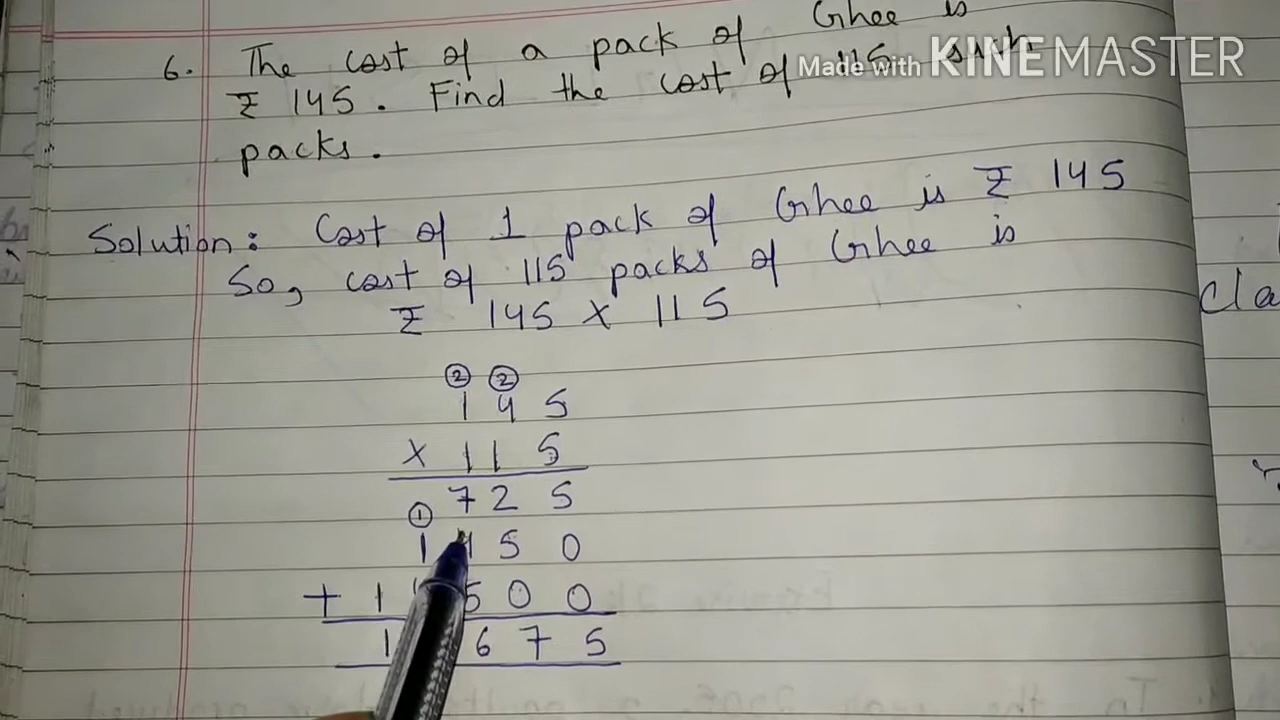 6. The cost of a pack of Ghee is
Made with KINEMASTER
₹ 145. Find the cost of 115 such
packs.
Solution: Cost of 1 pack of Ghee is ₹ 145
So, cost of 115 packs of Ghee is
₹ 145 x 115
Cla
② ②
1 4 5
x 1 1 5
7 2 5
①
1 4 5 0
+ 1 5 0 0
1 6 7 5